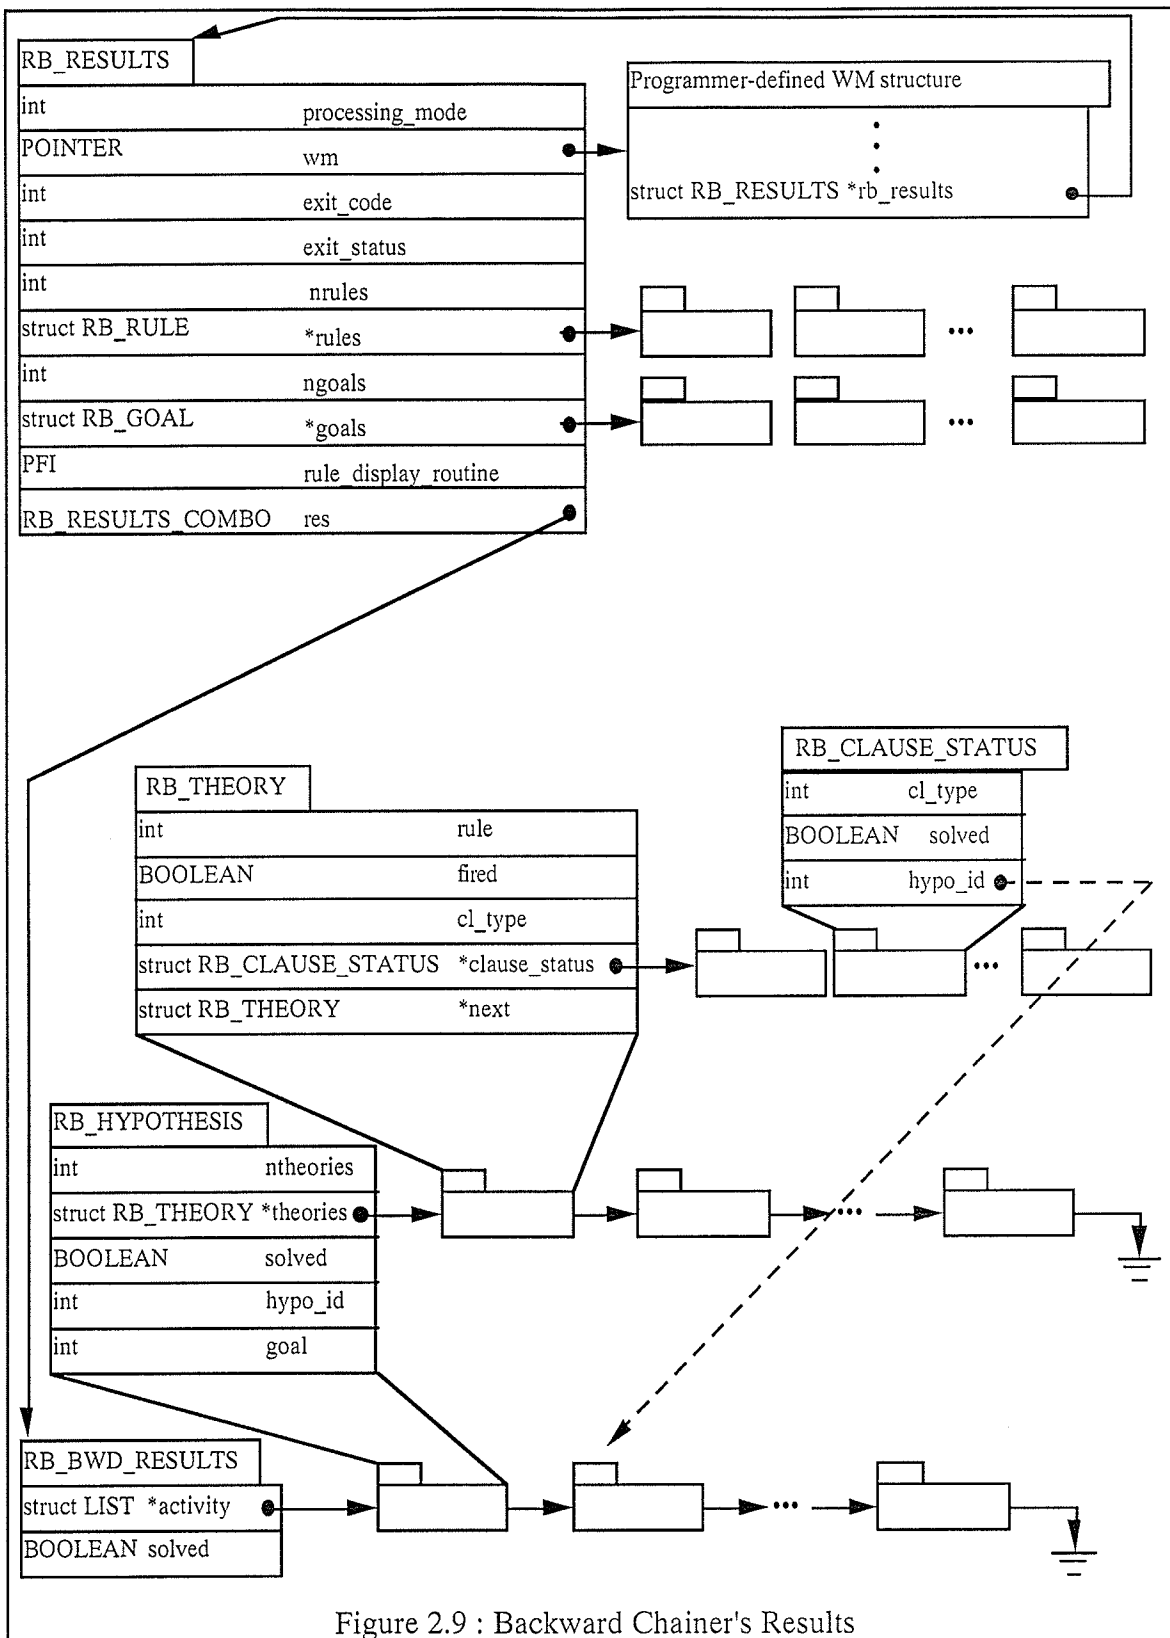 RB_RESULTS
int processing_mode
POINTER wm
int exit_code
int exit_status
int nrules
struct RB_RULE *rules
int ngoals
struct RB_GOAL *goals
PFI rule_display_routine
RB_RESULTS_COMBO res
Programmer-defined WM structure
struct RB_RESULTS *rb_results
...
...
RB_CLAUSE_STATUS
int cl_type
BOOLEAN solved
int hypo_id
RB_THEORY
int rule
BOOLEAN fired
int cl_type
struct RB_CLAUSE_STATUS *clause_status
struct RB_THEORY *next
...
RB_HYPOTHESIS
int ntheories
struct RB_THEORY *theories
BOOLEAN solved
int hypo_id
int goal
...
RB_BWD_RESULTS
struct LIST *activity
BOOLEAN solved
...
Figure 2.9 : Backward Chainer's Results